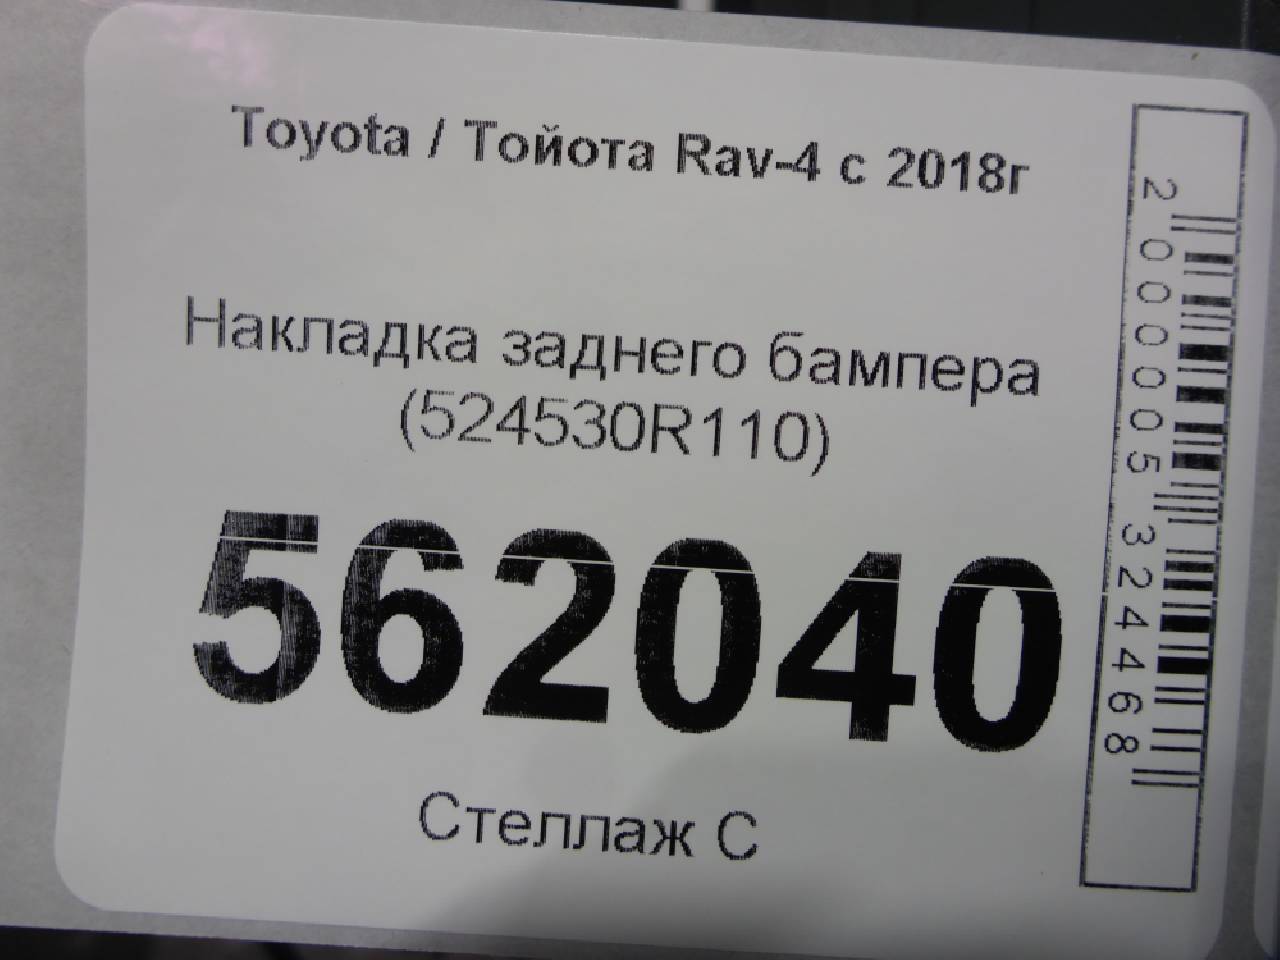 Toyota / Тойота Rav-4 с 2018г
Накладка заднего бампера
(524530R110)
562040
Стеллаж С
2000005324468